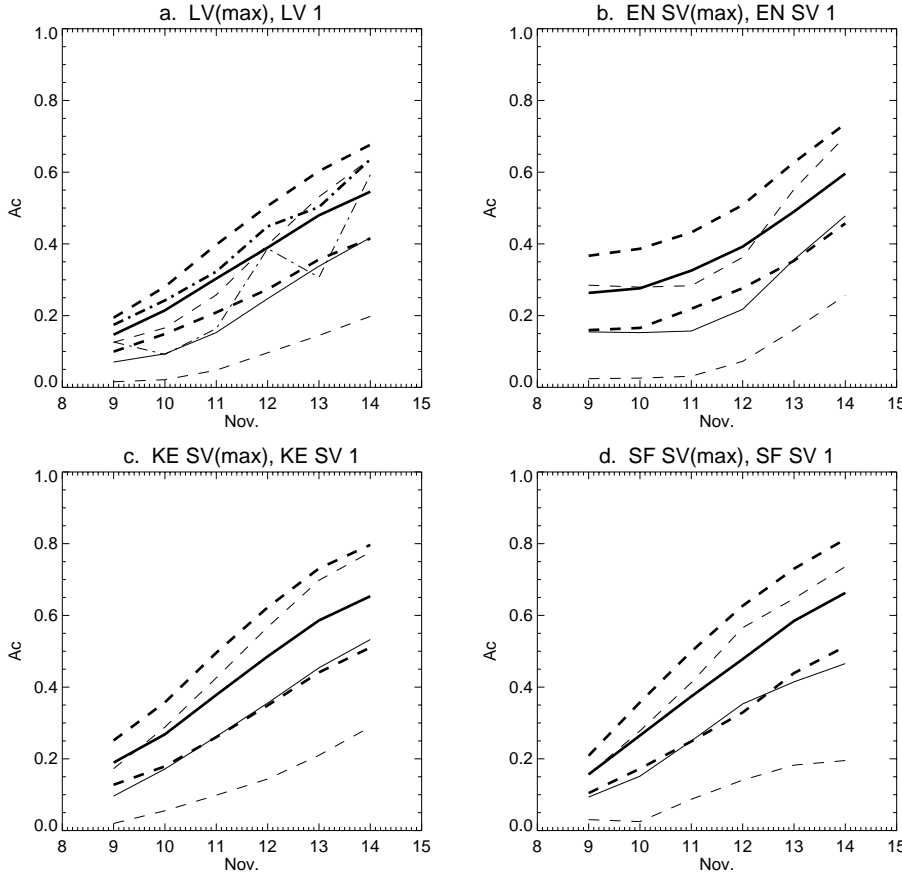 a. LV(max), LV 1
1.0
0.8
0.6
0.4
0.2
0.0
Ac
8 9 10 11 12 13 14 15
Nov.
b. EN SV(max), EN SV 1
1.0
0.8
0.6
0.4
0.2
0.0
Ac
8 9 10 11 12 13 14 15
Nov.
c. KE SV(max), KE SV 1
1.0
0.8
0.6
0.4
0.2
0.0
Ac
8 9 10 11 12 13 14 15
Nov.
d. SF SV(max), SF SV 1
1.0
0.8
0.6
0.4
0.2
0.0
Ac
8 9 10 11 12 13 14 15
Nov.